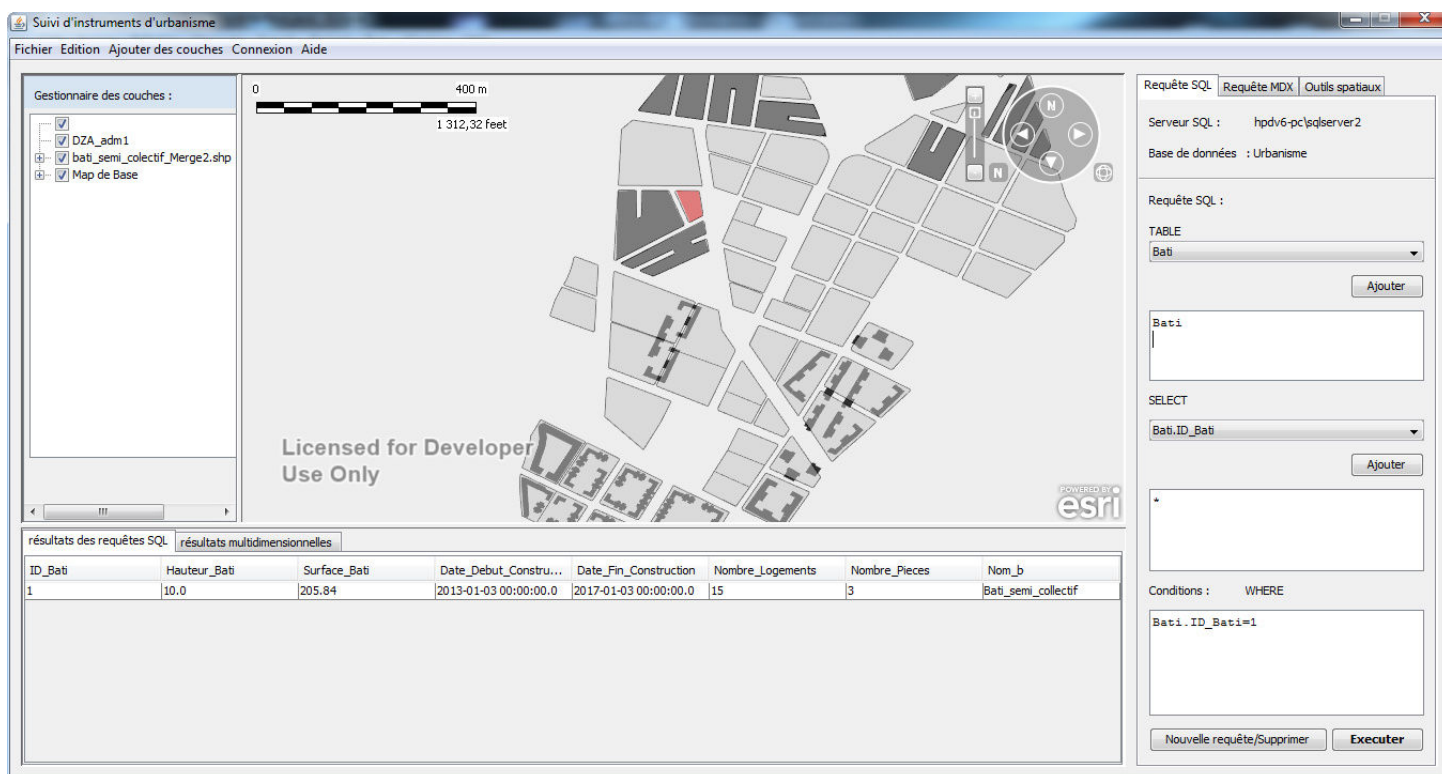 Suivi d'instruments d'urbanisme
Fichier Edition Ajouter des couches Connexion Aide
Gestionnaire des couches :
DZA_adm1
bati_semi_colectif_Merge2.shp
Map de Base
0 400 m
1 312,32 feet
N
N
Licensed for Developer
Use Only
POWERED BY
esri
Requête SQL Requête MDX Outils spatiaux
Serveur SQL : hpdv6-pc\sqlserver2
Base de données : Urbanisme
Requête SQL :
TABLE
Bati
Ajouter
Bati
SELECT
Bati.ID_Bati
Ajouter
*
Conditions : WHERE
Bati.ID_Bati=1
Nouvelle requête/Supprimer Executer
résultats des requêtes SQL résultats multidimensionnelles
ID_Bati Hauteur_Bati Surface_Bati Date_Debut_Constru... Date_Fin_Construction Nombre_Logements Nombre_Pieces Nom_b
1 10.0 205.84 2013-01-03 00:00:00.0 2017-01-03 00:00:00.0 15 3 Bati_semi_collectif